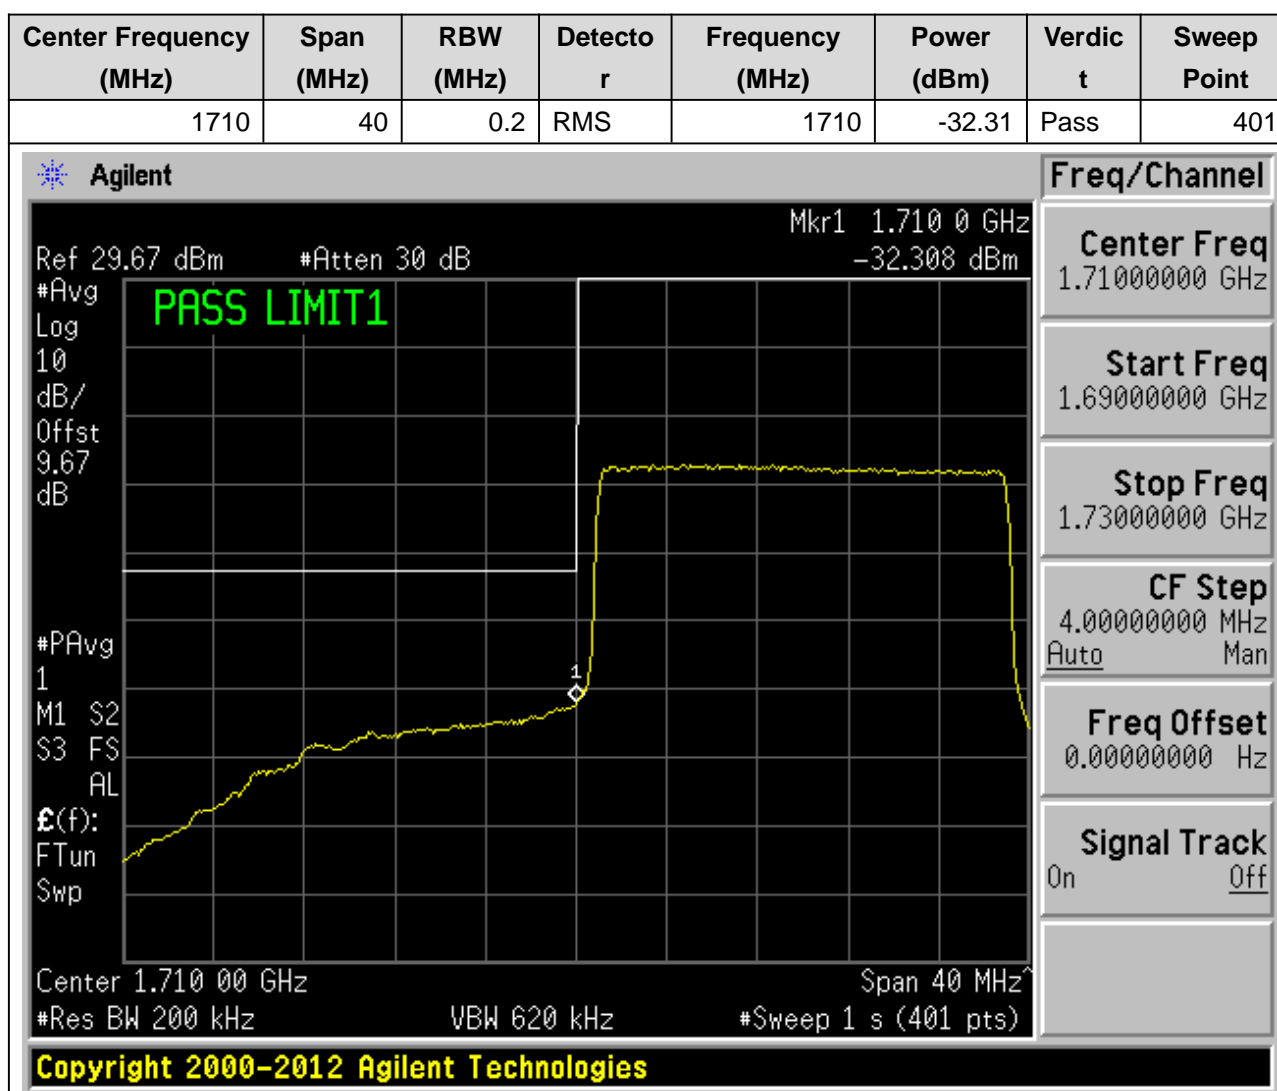 Center Frequency (MHz) Span (MHz) RBW (MHz) Detector Frequency (MHz) Power (dBm) Verdict Sweep Point
1710 40 0.2 RMS 1710 -32.31 Pass 401
Agilent
Freq/Channel
Mkr1 1.710 0 GHz
Ref 29.67 dBm #Atten 30 dB -32.308 dBm
#Avg
Log
10
dB/
Offst
9.67
dB
PASS LIMIT1
#PAvg
1
M1 S2
S3 FS
AL
£(f):
FTun
Swp
1
Center 1.710 00 GHz Span 40 MHz^
#Res BW 200 kHz VBW 620 kHz #Sweep 1 s (401 pts)
Center Freq
1.71000000 GHz
Start Freq
1.69000000 GHz
Stop Freq
1.73000000 GHz
CF Step
4.00000000 MHz
Auto Man
Freq Offset
0.00000000 Hz
Signal Track
On Off
Copyright 2000-2012 Agilent Technologies